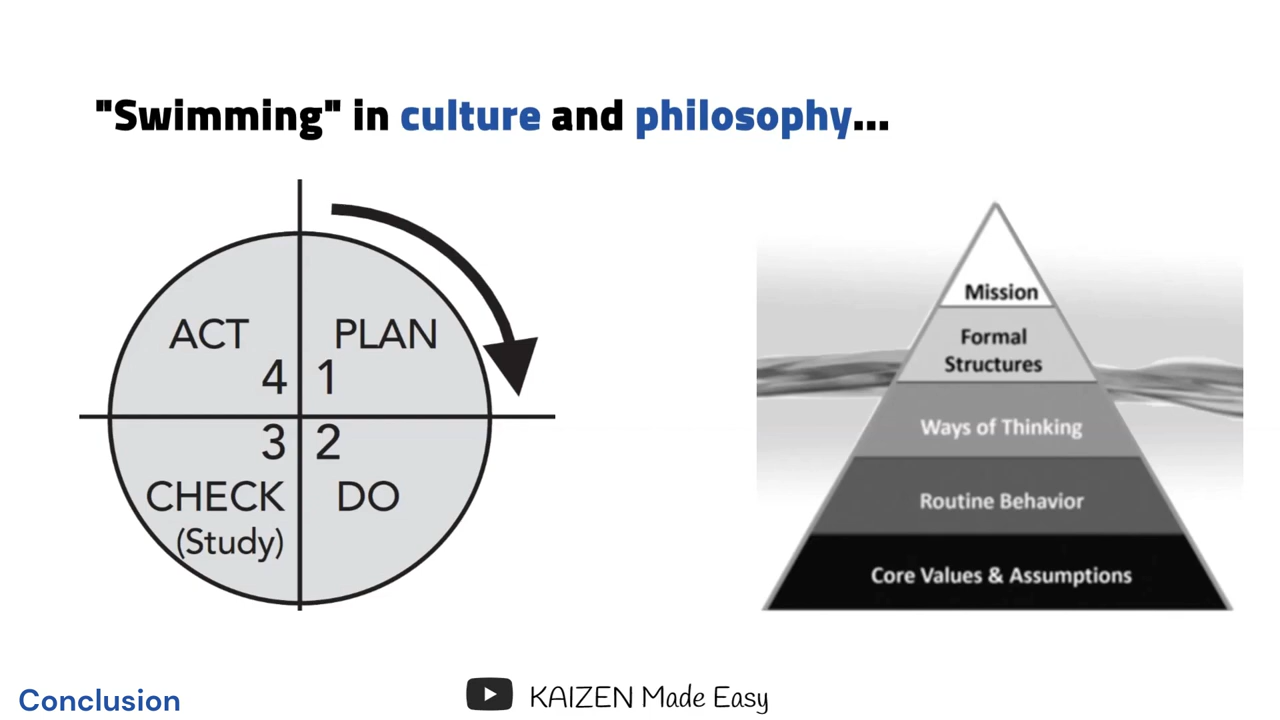 "Swimming" in culture and philosophy...
ACT
PLAN
4
1
3
2
CHECK
(Study)
DO
Mission
Formal
Structures
Ways of Thinking
Routine Behavior
Core Values & Assumptions
Conclusion
KAIZEN Made Easy